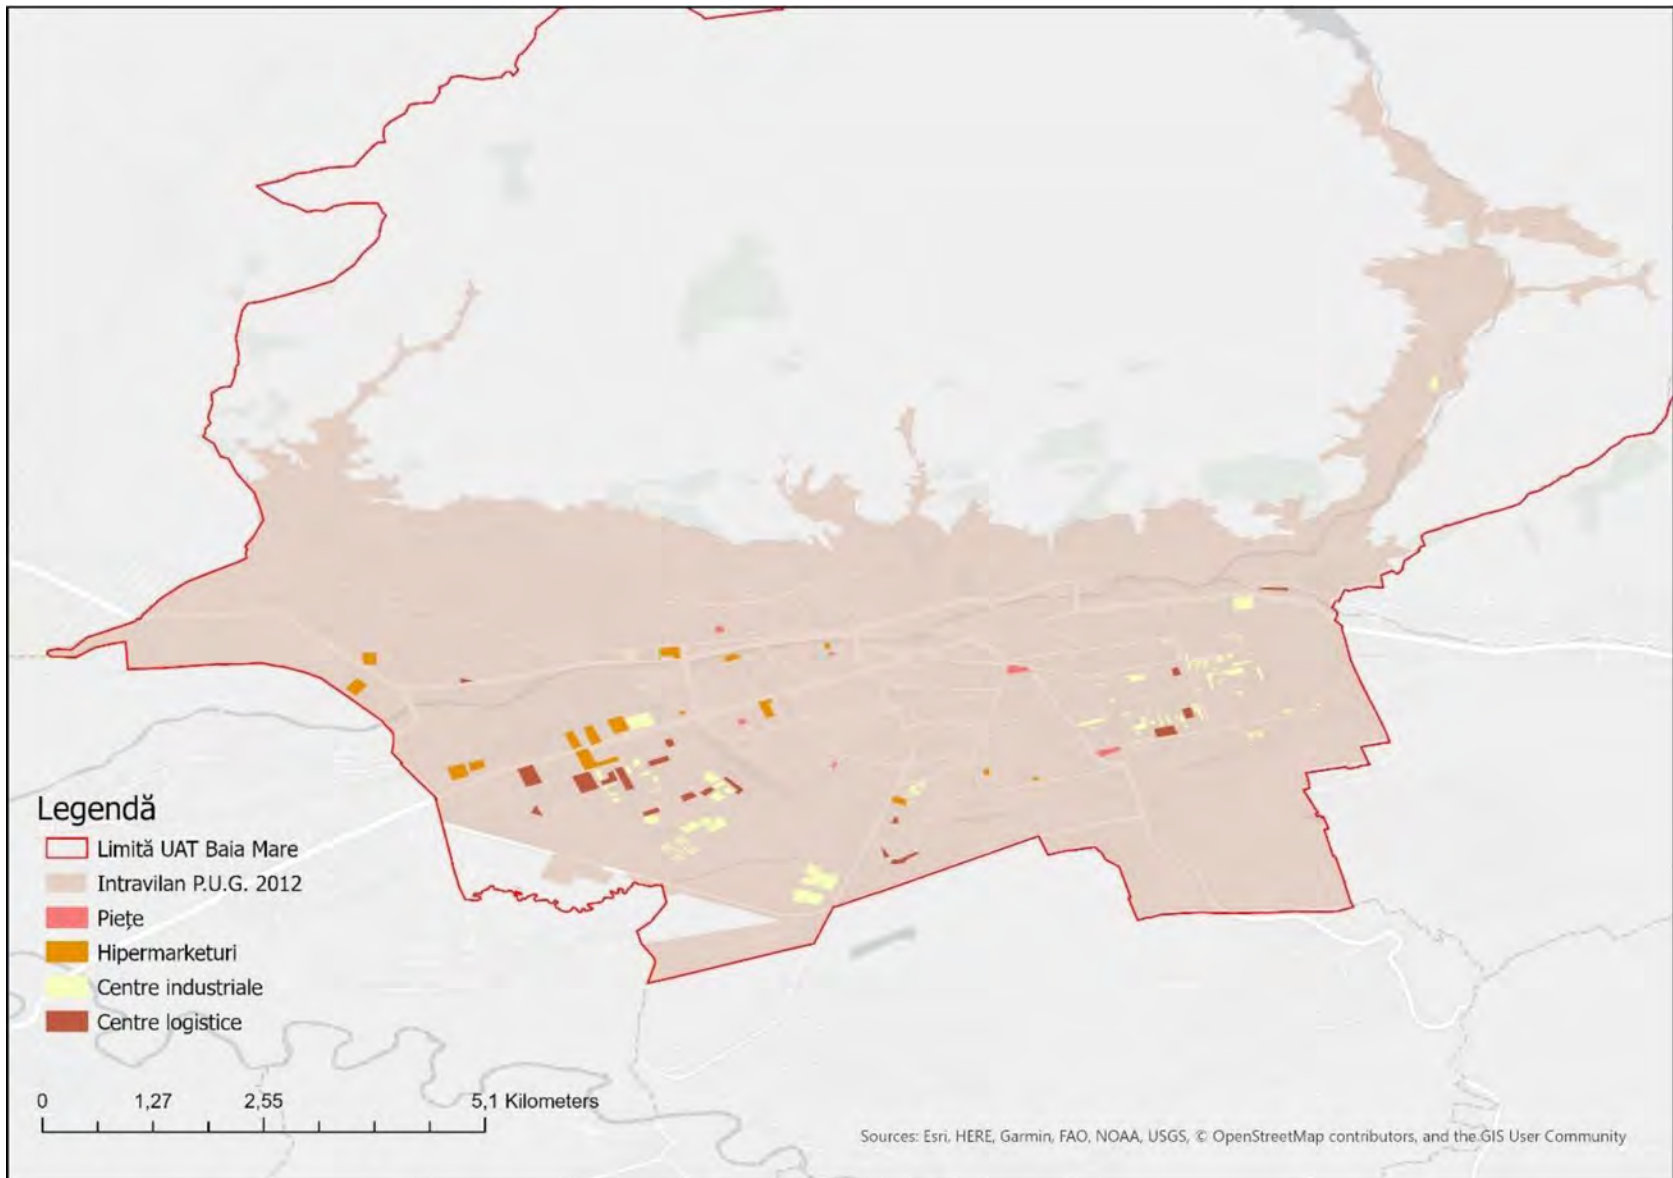 Legendă
Limită UAT Baia Mare
Intravilan P.U.G. 2012
Piețe
Hipermarketuri
Centre industriale
Centre logistice
0 1,27 2,55 5,1 Kilometers
Sources: Esri, HERE, Garmin, FAO, NOAA, USGS, © OpenStreetMap contributors, and the GIS User Community